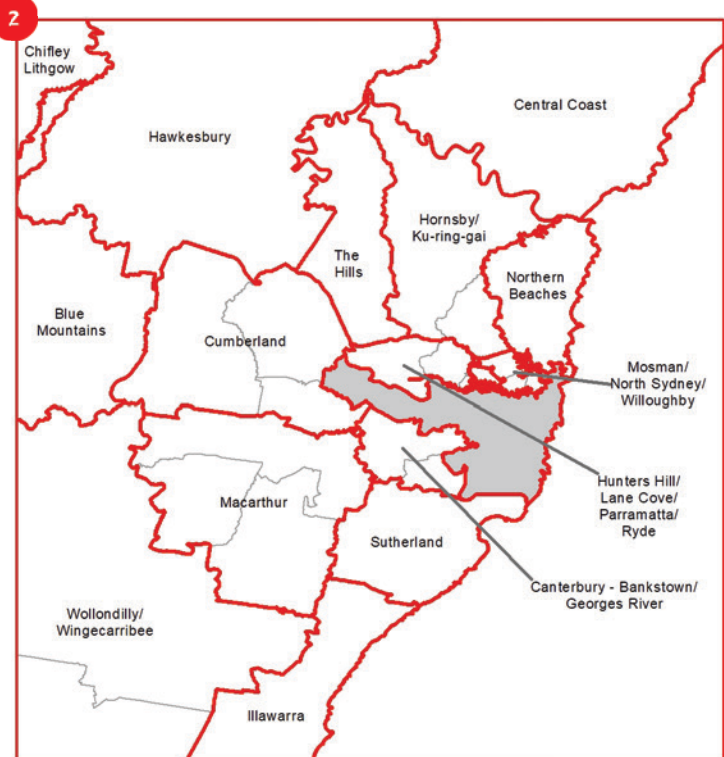 2
Chifley
Lithgow
Hawkesbury
Central Coast
Hornsby/
Ku-ring-gai
The
Hills
Northern
Beaches
Blue
Mountains
Cumberland
Mosman/
North Sydney/
Willoughby
Hunters Hill/
Lane Cove/
Parramatta/
Ryde
Macarthur
Sutherland
Canterbury - Bankstown/
Georges River
Wollondilly/
Wingecarribee
Illawarra